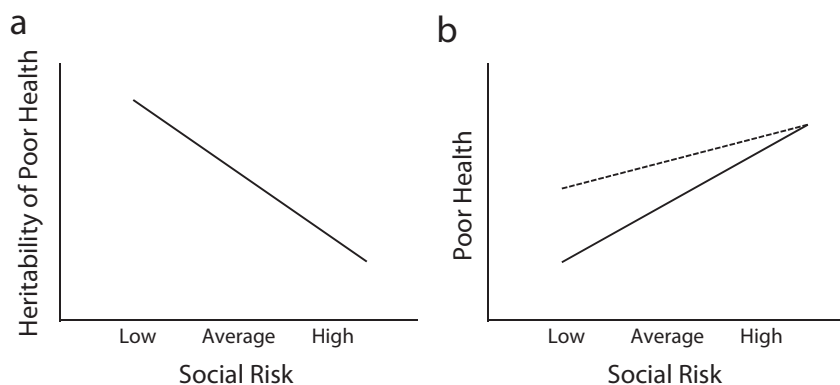 a
Heritability of Poor Health
Low Average High
Social Risk
b
Poor Health
Low Average High
Social Risk